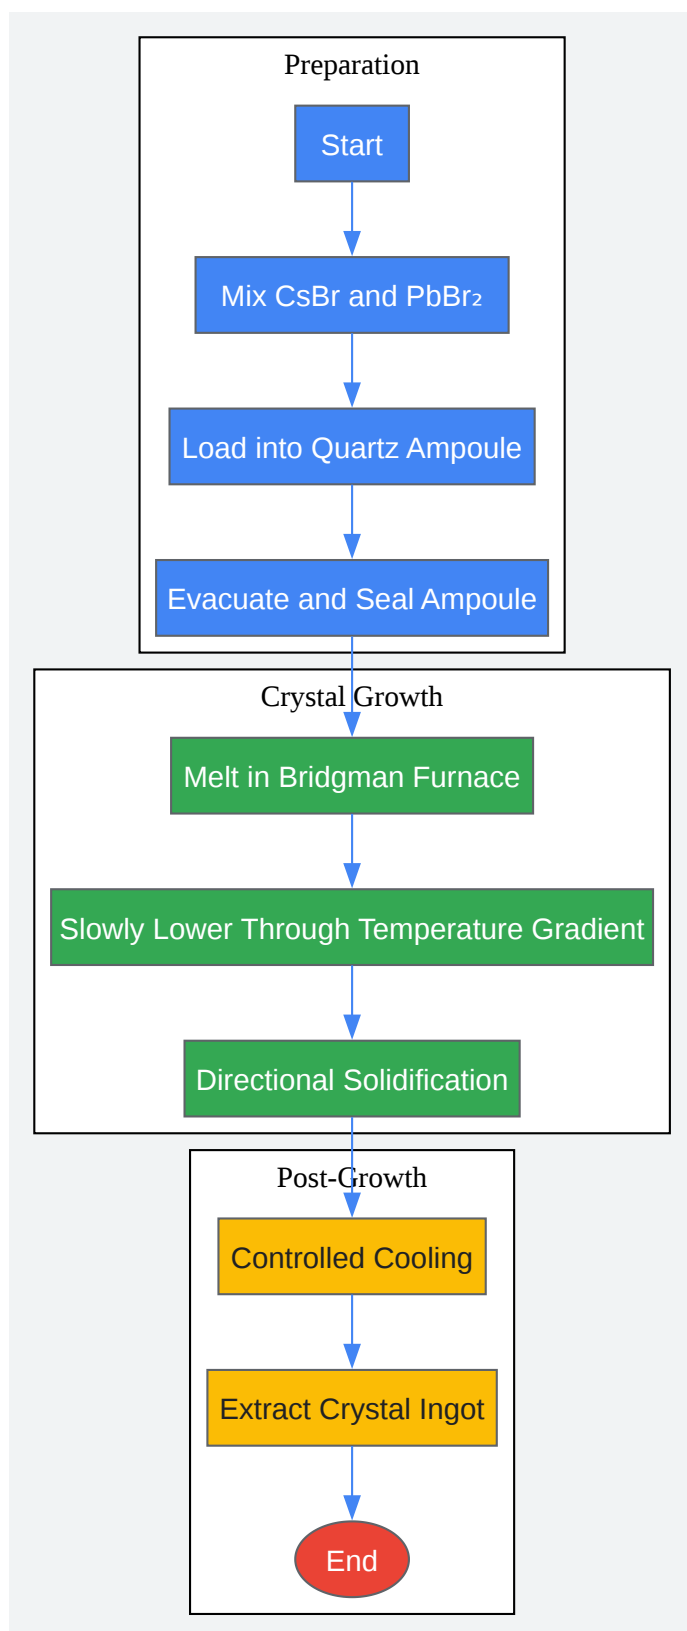 Preparation
Start
Mix CsBr and PbBr₂
Load into Quartz Ampoule
Evacuate and Seal Ampoule
Crystal Growth
Melt in Bridgman Furnace
Slowly Lower Through Temperature Gradient
Directional Solidification
Post-Growth
Controlled Cooling
Extract Crystal Ingot
End